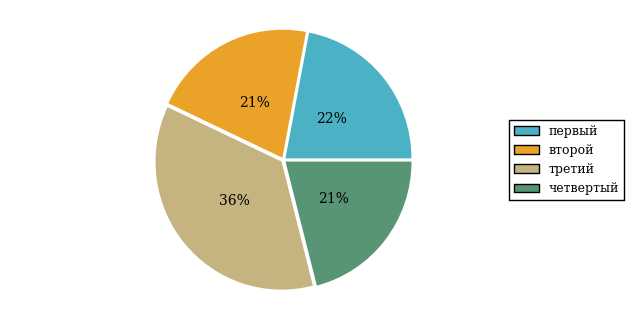 21%
22%
36%
21%
первый
второй
третий
четвертый